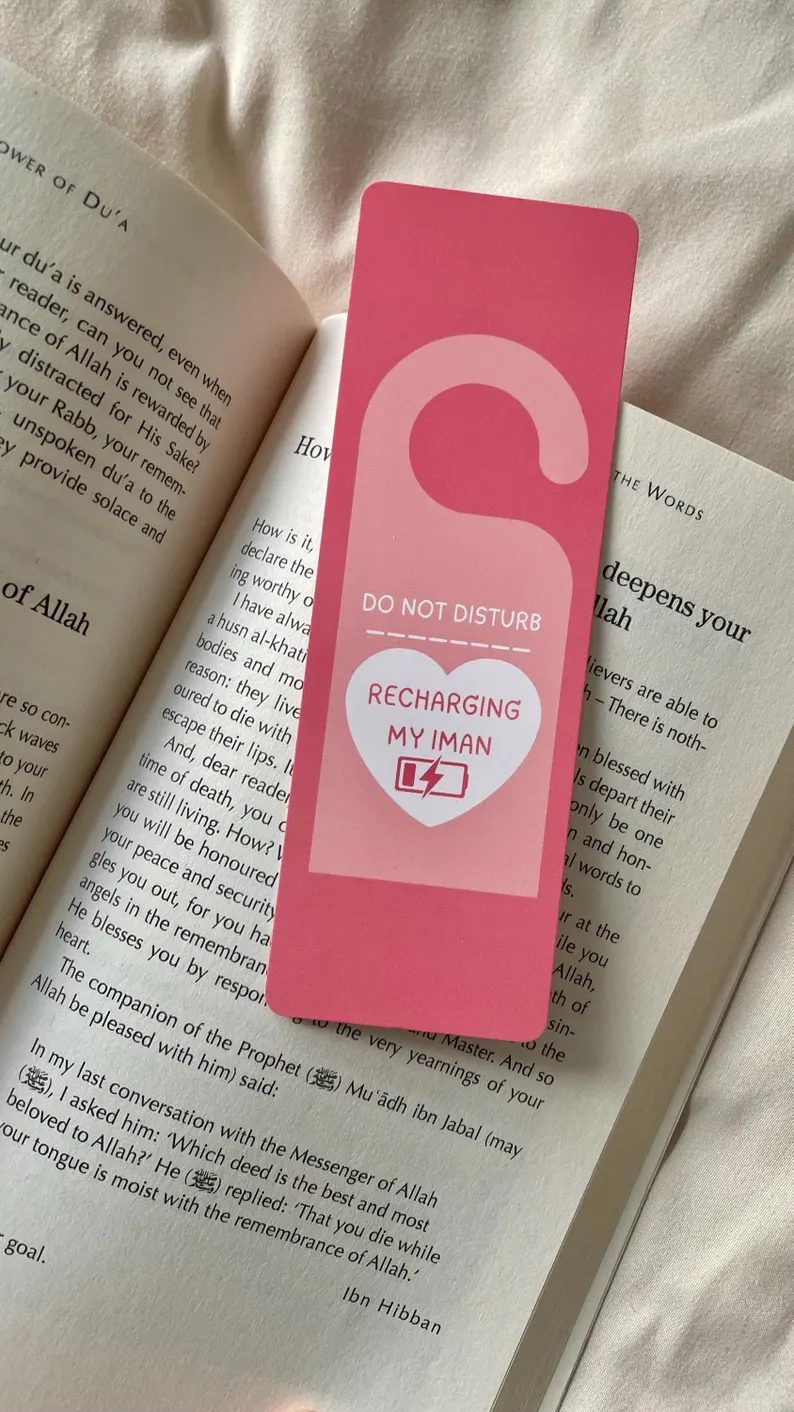 OWER OF DU'A
ur du'a is answered, even when
reader, can you not see that
ance of Allah is rewarded by
distracted for His Sake?
your Rabb, your remem-
unspoken du'a to the
ey provide solace and
of Allah
re so con-
ck waves
to your
th. In
the
es
goal.
THE WORDS
How
deepens your
llah
How is it,
declare the
ing worthy o
I have alwa
a husn al-khati
bodies and mo
reason: they live
oured to die with
escape their lips. I
And, dear reader
time of death, you c
are still living. How?
you will be honoured
your peace and security
gles you out, for you ha
angels in the remembran
He blesses you by respon
heart.
lievers are able to
h – There is noth-
n blessed with
ls depart their
only be one
n and hon-
al words to
ds.
ur at the
ile you
Allah,
th of
sin-
to the
and Master. And so
to the very yearnings of your
DO NOT DISTURB
RECHARGING
MY IMAN
The companion of the Prophet (ﷺ) Mu'ādh ibn Jabal (may
Allah be pleased with him) said:
In my last conversation with the Messenger of Allah
(ﷺ), I asked him: ‘Which deed is the best and most
beloved to Allah?’ He (ﷺ) replied: ‘That you die while
your tongue is moist with the remembrance of Allah.’
Ibn Hibban